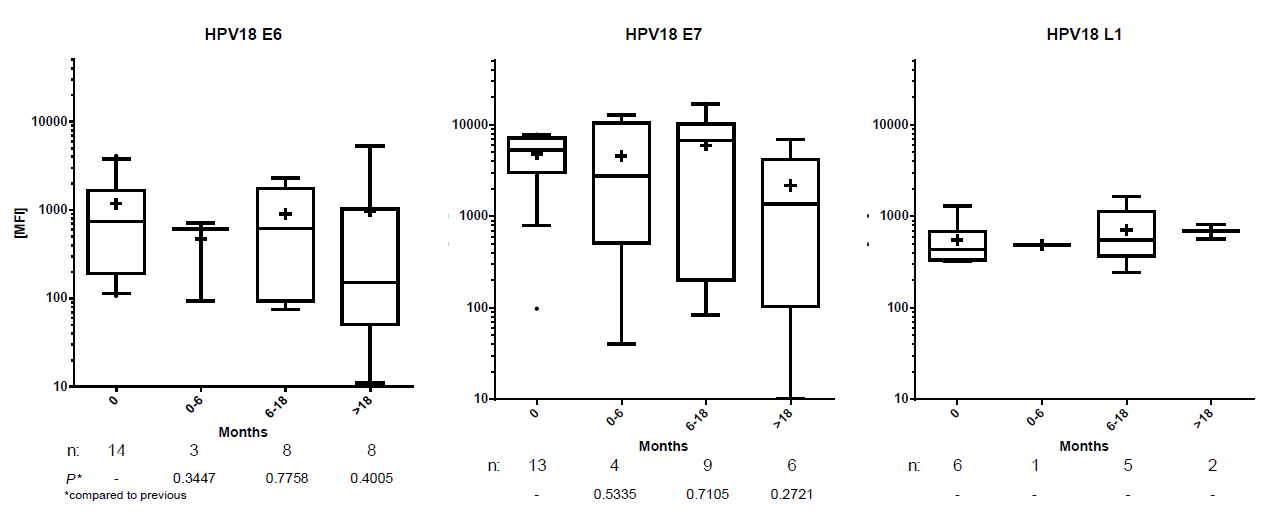 HPV18 E6
HPV18 E7
HPV18 L1
[MFI]
10000
1000
100
10
0
0-6
6-18
>18
Months
n: 14 3 8 8
P* - 0.3447 0.7758 0.4005
*compared to previous
10000
1000
100
10
0
0-6
6-18
>18
Months
n: 13 4 9 6
- 0.5335 0.7105 0.2721
10000
1000
100
10
0
0-6
6-18
>18
Months
n: 6 1 5 2
- - - -